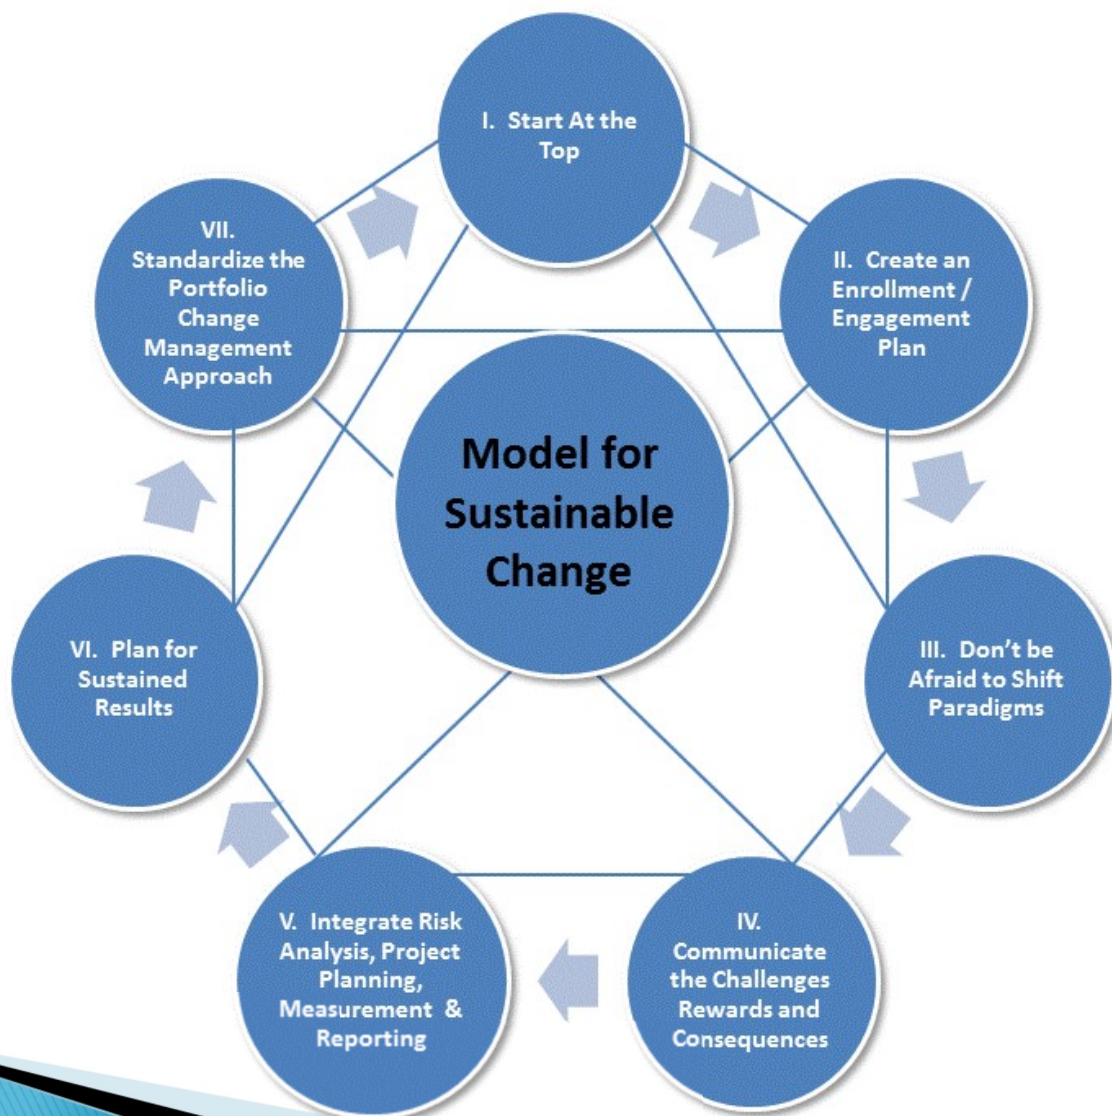 I. Start At the
Top
II. Create an
Enrollment /
Engagement
Plan
III. Don't be
Afraid to Shift
Paradigms
IV.
Communicate
the Challenges
Rewards and
Consequences
V. Integrate Risk
Analysis, Project
Planning,
Measurement &
Reporting
VI. Plan for
Sustained
Results
VII.
Standardize the
Portfolio
Change
Management
Approach
Model for
Sustainable
Change